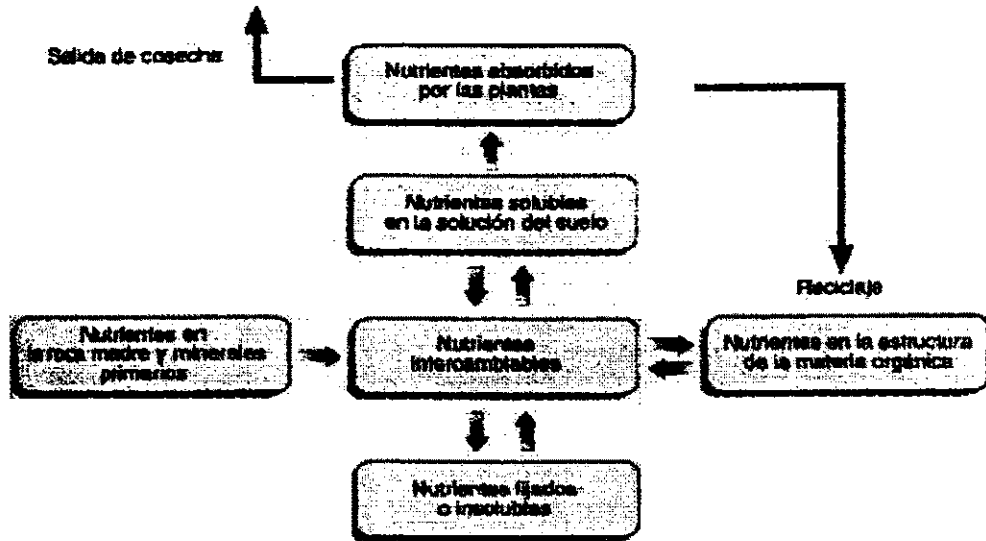 Salida de cosecha
Nutrientes absorbidos
por las plantas
Nutrientes solubles
en la solución del suelo
Reciclaje
Nutrientes en
la roca madre y minerales
primarios
Nutrientes
intercambiables
Nutrientes en la estructura
de la materia orgánica
Nutrientes fijados
o insolubles